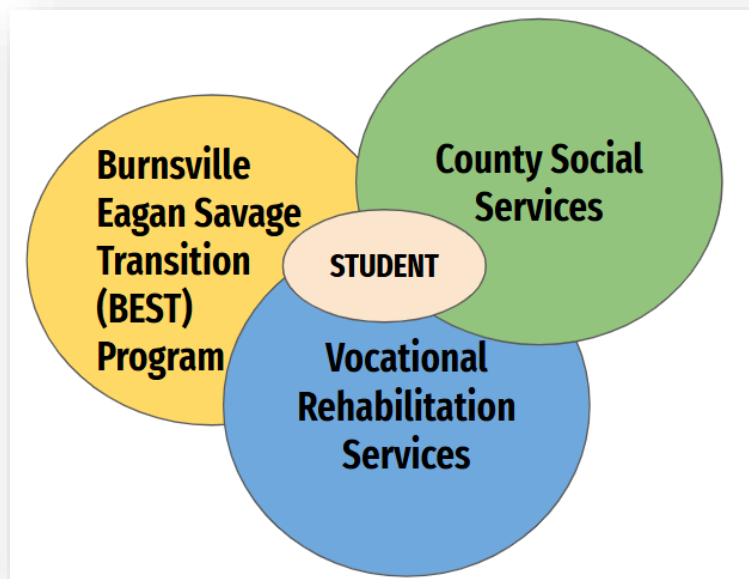 Burnsville
Eagan Savage
Transition
(BEST)
Program
County Social
Services
STUDENT
Vocational
Rehabilitation
Services